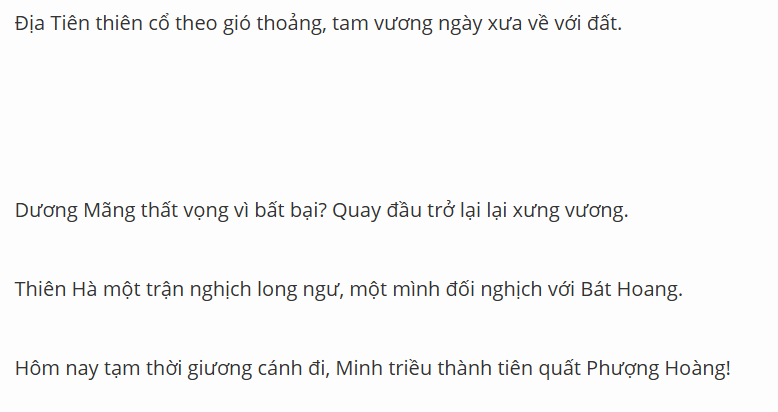 Địa Tiên thiên cổ theo gió thoảng, tam vương ngày xưa về với đất.
Dương Mãng thất vọng vì bất bại? Quay đầu trở lại lại xưng vương.
Thiên Hà một trận nghịch long ngư, một mình đối nghịch với Bát Hoang.
Hôm nay tạm thời giương cánh đi, Minh triều thành tiên quất Phượng Hoàng!